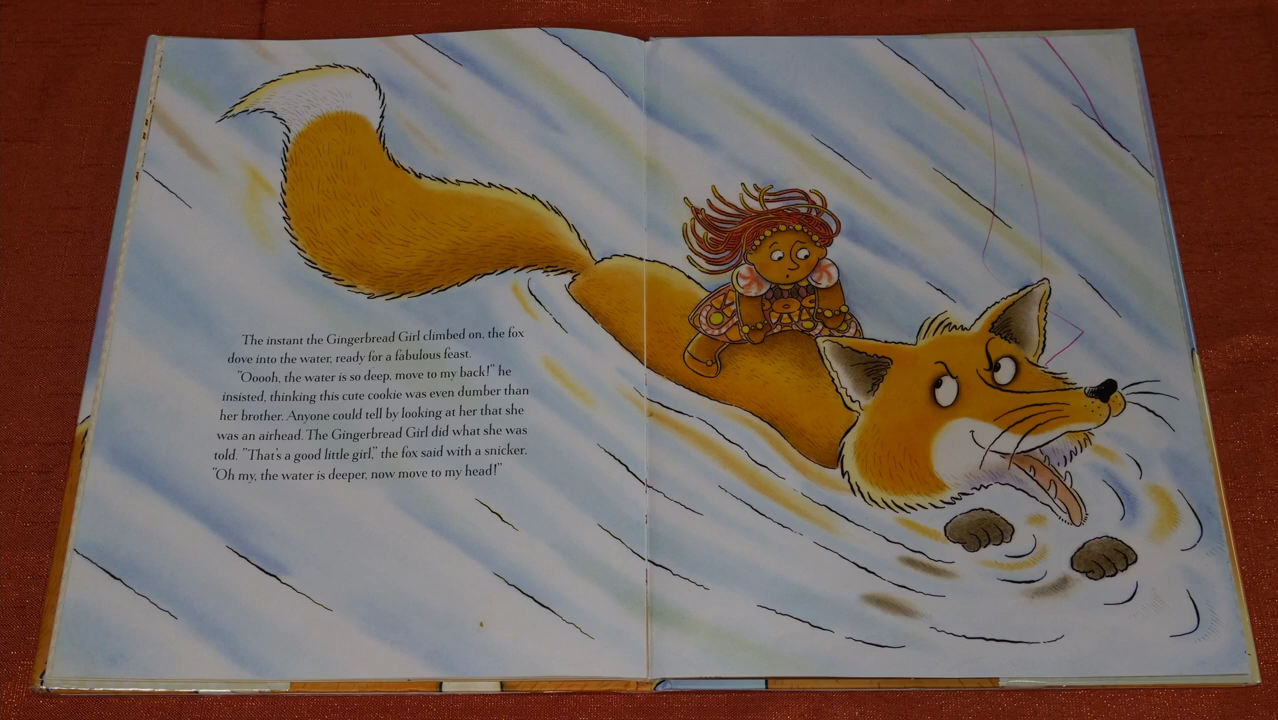 The instant the Gingerbread Girl climbed on, the fox
dove into the water, ready for a fabulous feast.
"Ooooh, the water is so deep, move to my back!" he
insisted, thinking this cute cookie was even dumber than
her brother. Anyone could tell by looking at her that she
was an airhead. The Gingerbread Girl did what she was
told. "That's a good little girl," the fox said with a snicker.
"Oh my, the water is deeper, now move to my head!"